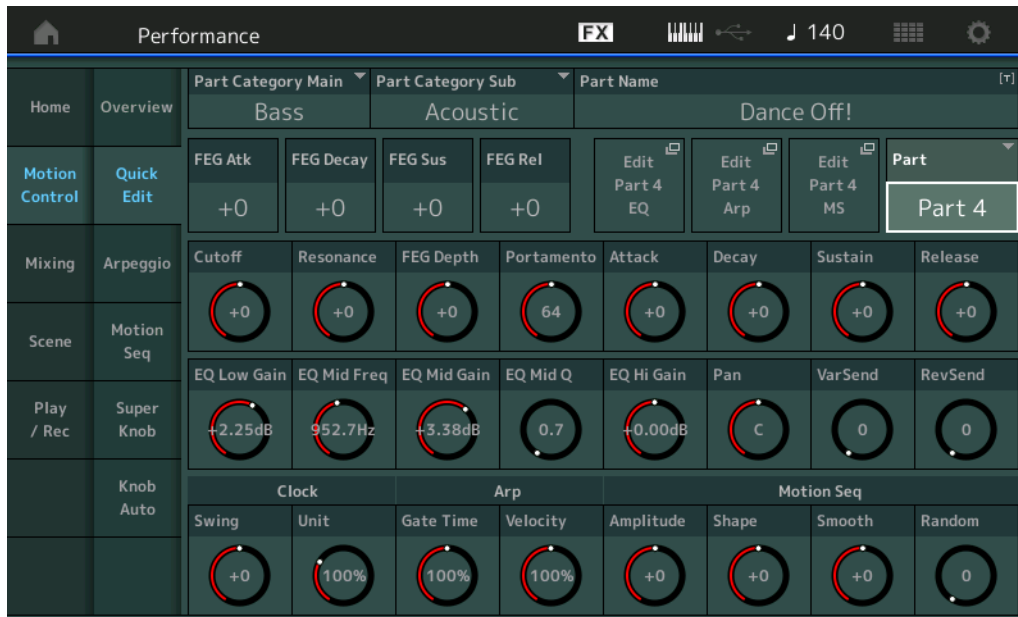 Performance
FX
♩ 140
Home
Overview
Part Category Main
Part Category Sub
Part Name
[T]
Bass
Acoustic
Dance Off!
Motion
Control
Quick
Edit
FEG Atk
FEG Decay
FEG Sus
FEG Rel
+0
+0
+0
+0
Edit
Part 4
EQ
Edit
Part 4
Arp
Edit
Part 4
MS
Part
Part 4
Mixing
Arpeggio
Cutoff
Resonance
FEG Depth
Portamento
Attack
Decay
Sustain
Release
+0
+0
+0
64
+0
+0
+0
+0
Scene
Motion
Seq
EQ Low Gain
EQ Mid Freq
EQ Mid Gain
EQ Mid Q
EQ Hi Gain
Pan
VarSend
RevSend
+2.25dB
952.7Hz
+3.38dB
0.7
+0.00dB
C
0
0
Play
/ Rec
Super
Knob
Knob
Auto
Clock
Arp
Motion Seq
Swing
Unit
Gate Time
Velocity
Amplitude
Shape
Smooth
Random
+0
100%
100%
100%
+0
+0
+0
0